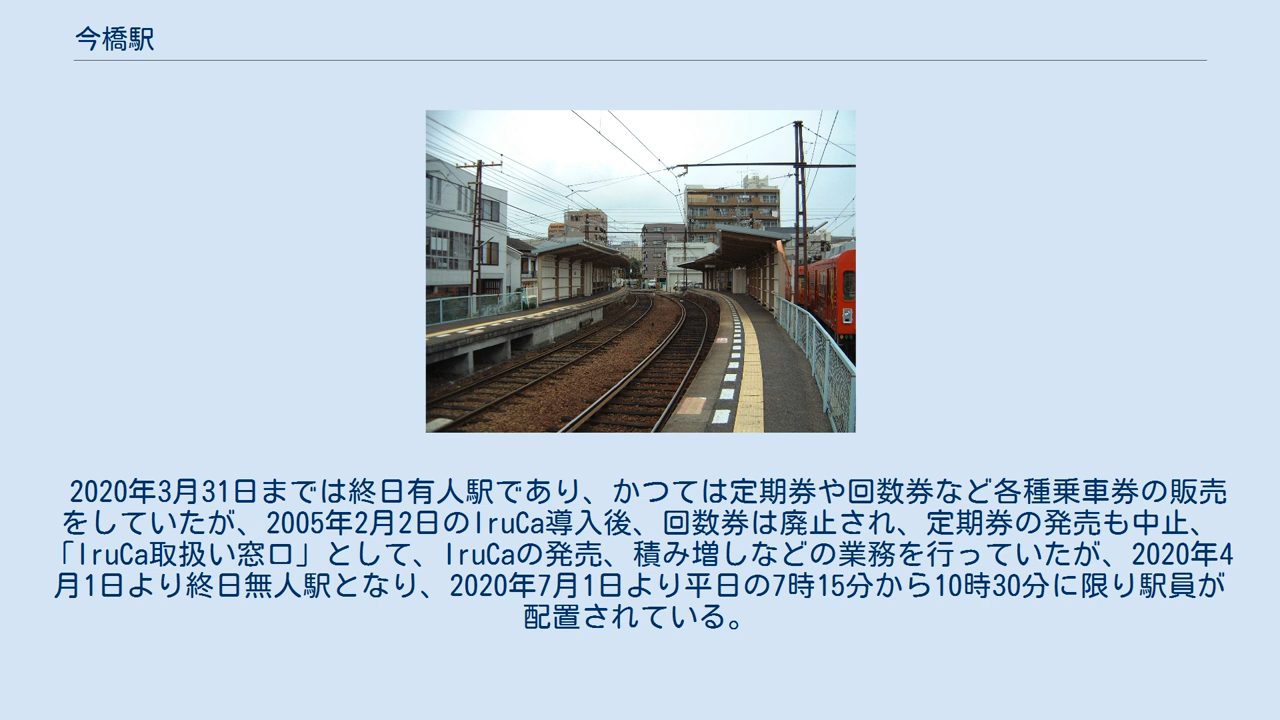 今橋駅
2020年3月31日までは終日有人駅であり、かつては定期券や回数券など各種乗車券の販売
をしていたが、2005年2月2日のIruCa導入後、回数券は廃止され、定期券の発売も中止、
「IruCa取扱い窓口」として、IruCaの発売、積み増しなどの業務を行っていたが、2020年4
月1日より終日無人駅となり、2020年7月1日より平日の7時15分から10時30分に限り駅員が
配置されている。